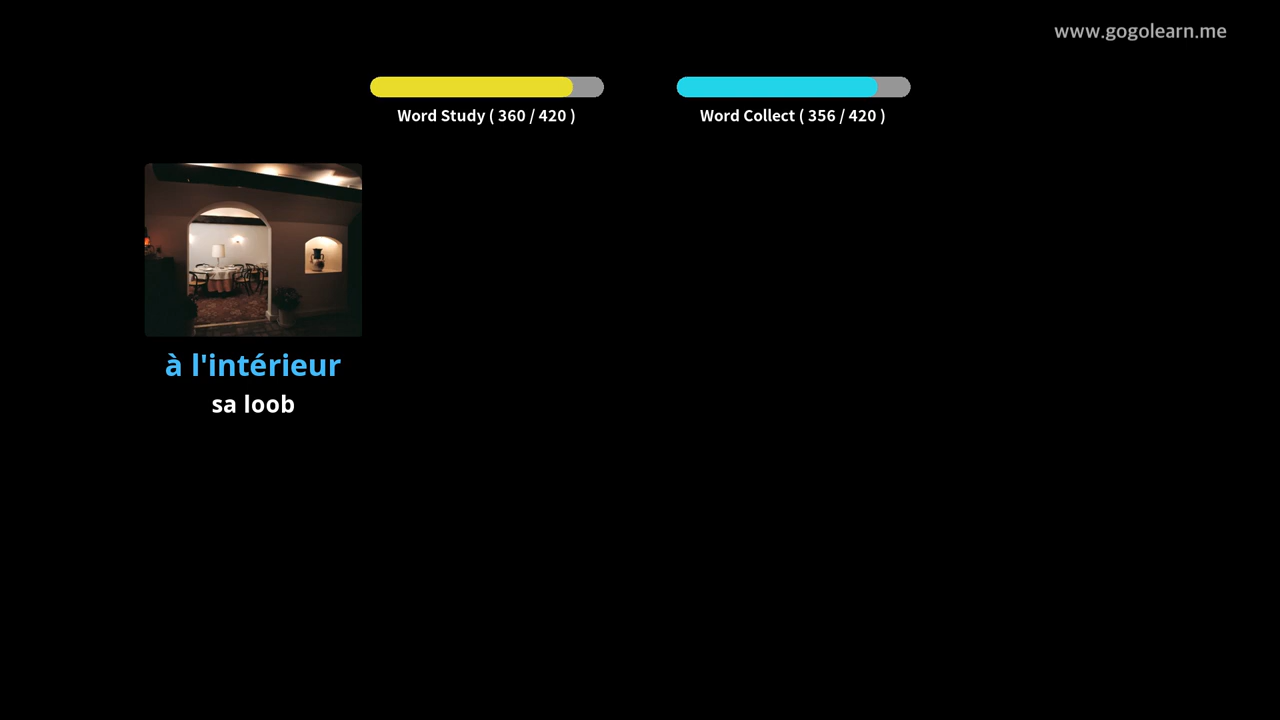 www.gogolearn.me
Word Study ( 360 / 420 )
Word Collect ( 356 / 420 )
à l'intérieur
sa loob